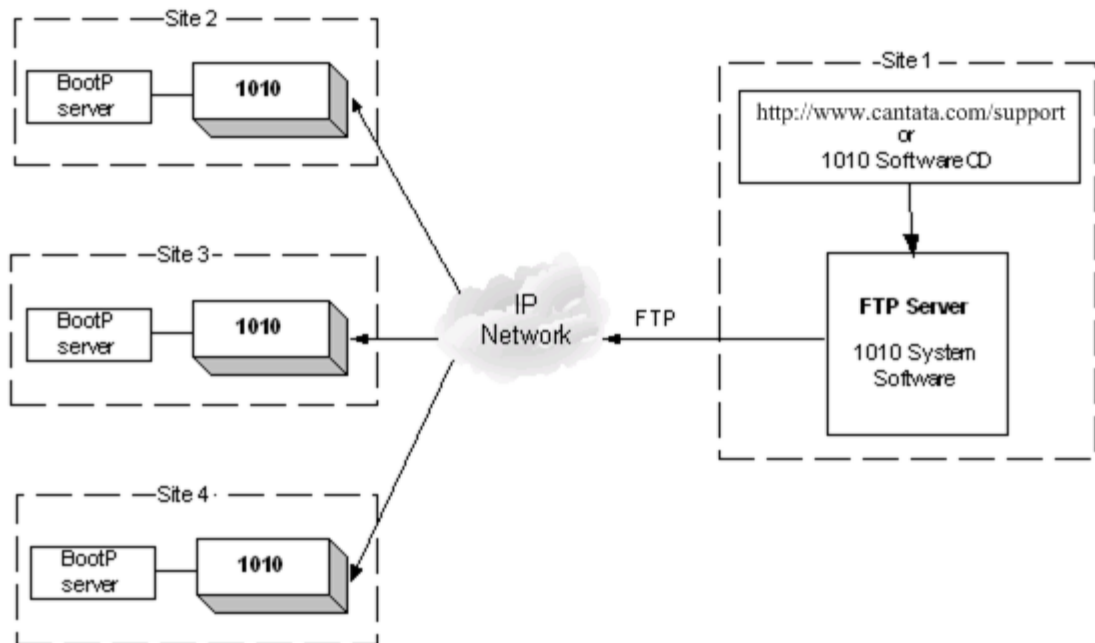 Site 2
BootP
server
1010
Site 3
BootP
server
1010
Site 4
BootP
server
1010
IP
Network
FTP
Site 1
http://www.cantata.com/support
or
1010 Software CD
FTP Server
1010 System
Software